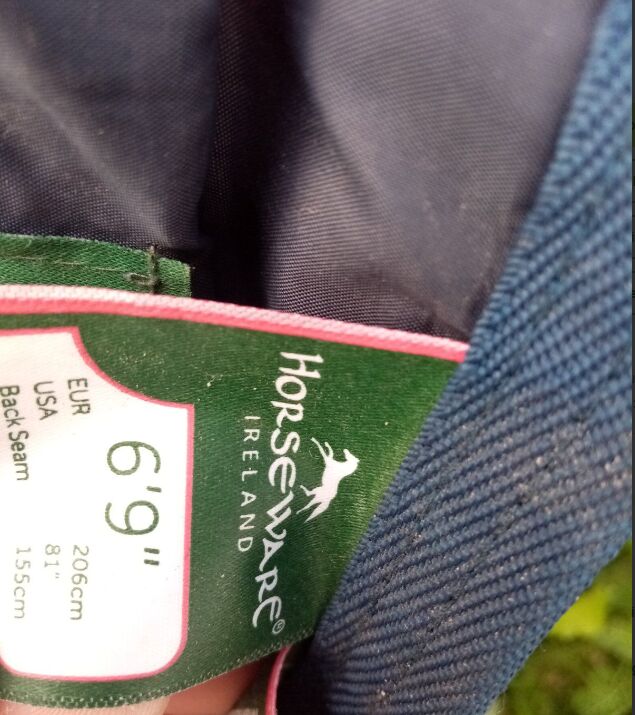 HORSEWARE©
IRELAND
6'9"
EUR 206cm
USA 81"
Back Seam 155cm